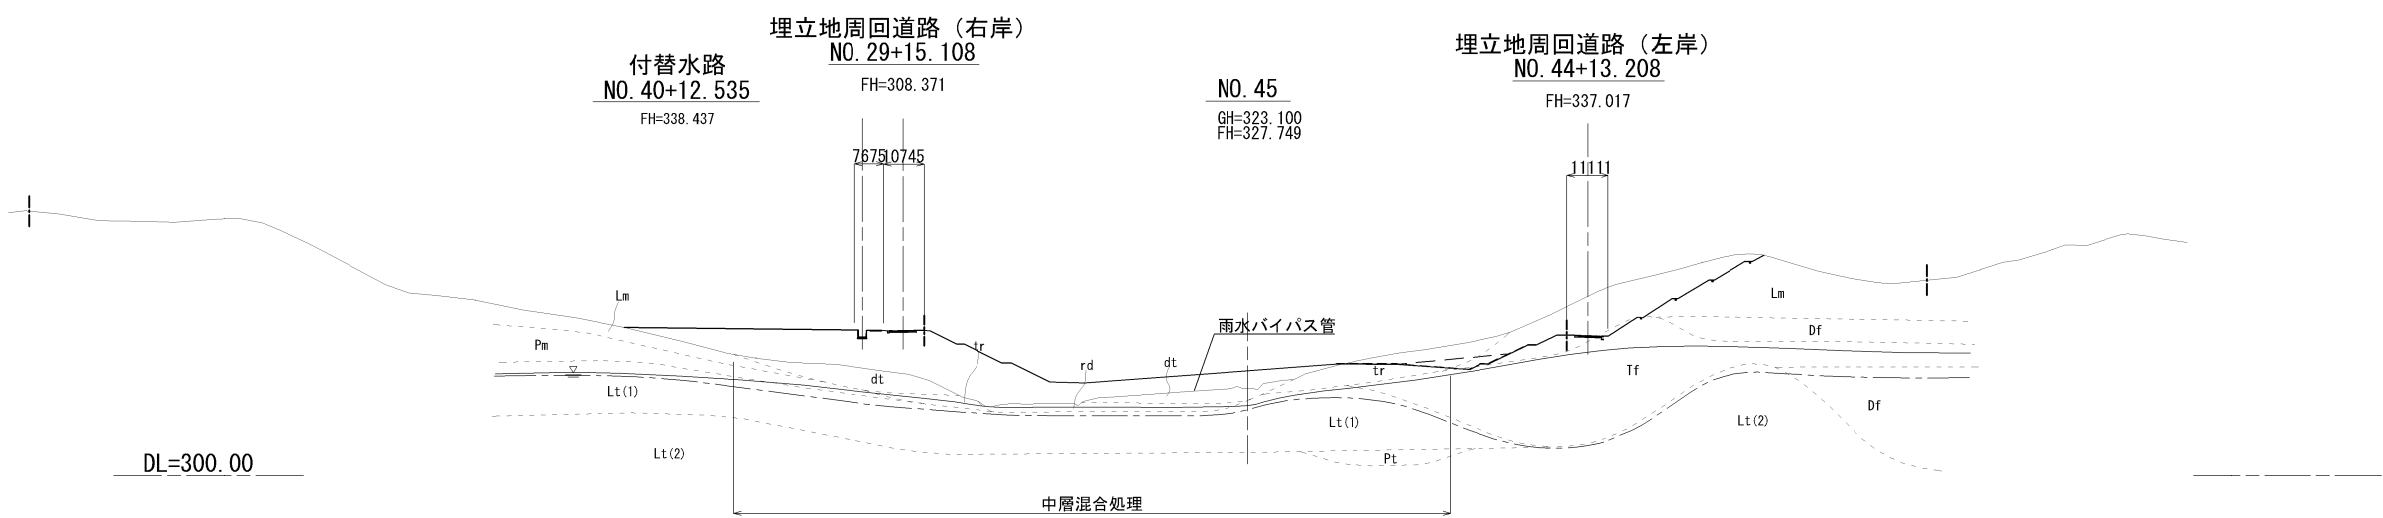 埋立地周回道路（右岸）
NO.29+15.108
FH=308.371
埋立地周回道路（左岸）
NO.44+13.208
FH=337.017
付替水路
NO.40+12.535
FH=338.437
NO.45
GH=323.100
FH=327.749
7675
10745
11111
Lm
Lm
雨水バイパス管
Df
Pm
tr
rd
dt
tr
dt
Tf
Lt(1)
Df
Lt(1)
Lt(2)
Lt(2)
Pt
DL=300.00
中層混合処理